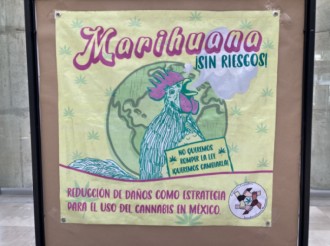 Marihuana
¡SIN RIESGOS!
NO QUEREMOS
ROMPER LA LEY
¡QUEREMOS CAMBIARLA!
REDUCCIÓN DE DAÑOS COMO ESTRATEGIA
PARA EL USO DEL CANNABIS EN MÉXICO